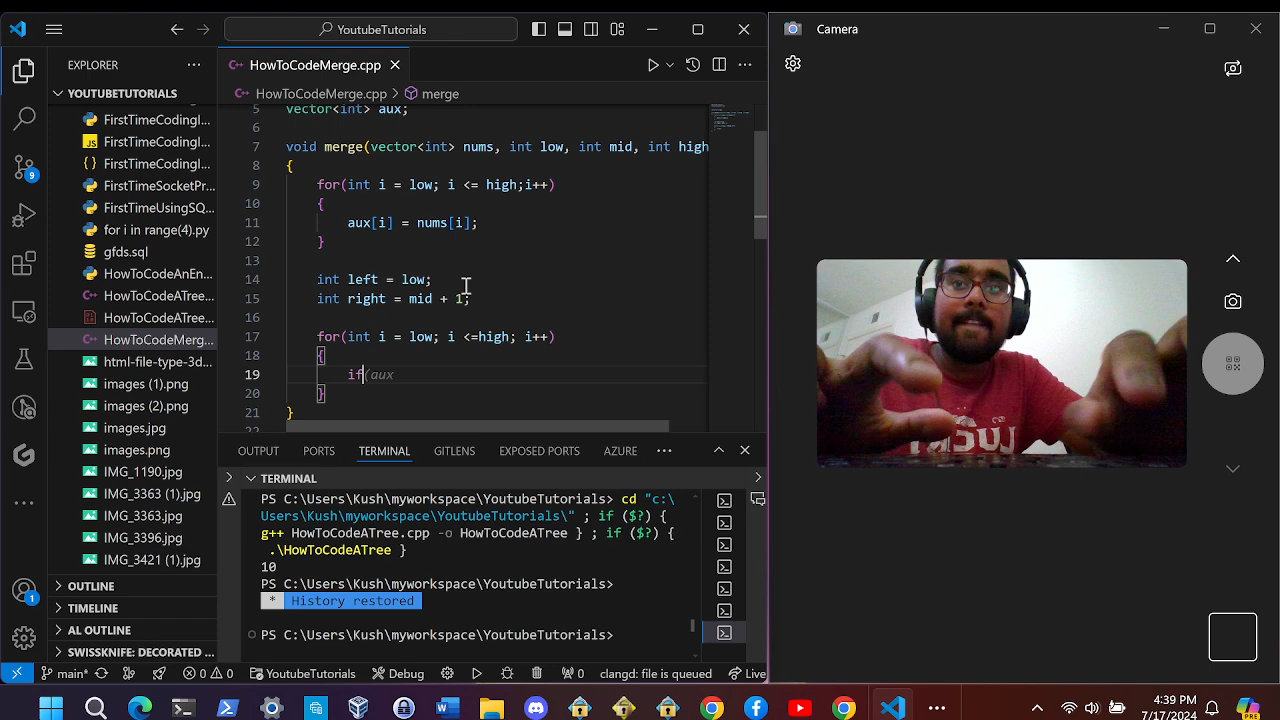 YoutubeTutorials
Camera
EXPLORER
HowToCodeMerge.cpp
YOUTUBETUTORIALS
HowToCodeMerge.cpp > merge
FirstTimeCodingI...
FirstTimeCodingI...
FirstTimeCodingI...
FirstTimeSocketPr...
FirstTimeUsingSQ...
for i in range(4).py
gfds.sql
HowToCodeAnEn...
HowToCodeATree...
HowToCodeATree...
HowToCodeMerg...
html-file-type-3d...
images (1).png
images (2).png
images.jpg
images.png
IMG_1190.jpg
IMG_3363 (1).jpg
IMG_3363.jpg
IMG_3396.jpg
IMG_3421 (1).jpg
OUTLINE
TIMELINE
AL OUTLINE
SWISSKNIFE: DECORATED ...
9
1
5 vector<int> aux;
6
7 void merge(vector<int> nums, int low, int mid, int high
8 {
9 for(int i = low; i <= high;i++)
10 {
11 aux[i] = nums[i];
12 }
13
14 int left = low;
15 int right = mid + 1;
16
17 for(int i = low; i <=high; i++)
18 {
19 if(aux
20 }
21 }
22
OUTPUT PORTS TERMINAL GITLENS EXPOSED PORTS AZURE
TERMINAL
PS C:\Users\Kush\myworkspace\YoutubeTutorials> cd "c:\
Users\Kush\myworkspace\YoutubeTutorials\" ; if ($?) {
g++ HowToCodeATree.cpp -o HowToCodeATree } ; if ($?) {
.\HowToCodeATree }
10
PS C:\Users\Kush\myworkspace\YoutubeTutorials>
* History restored
PS C:\Users\Kush\myworkspace\YoutubeTutorials>
main* 0 0 YoutubeTutorials Debug 0 clangd: file is queued Live
4:39 PM
7/17/2024
PRE